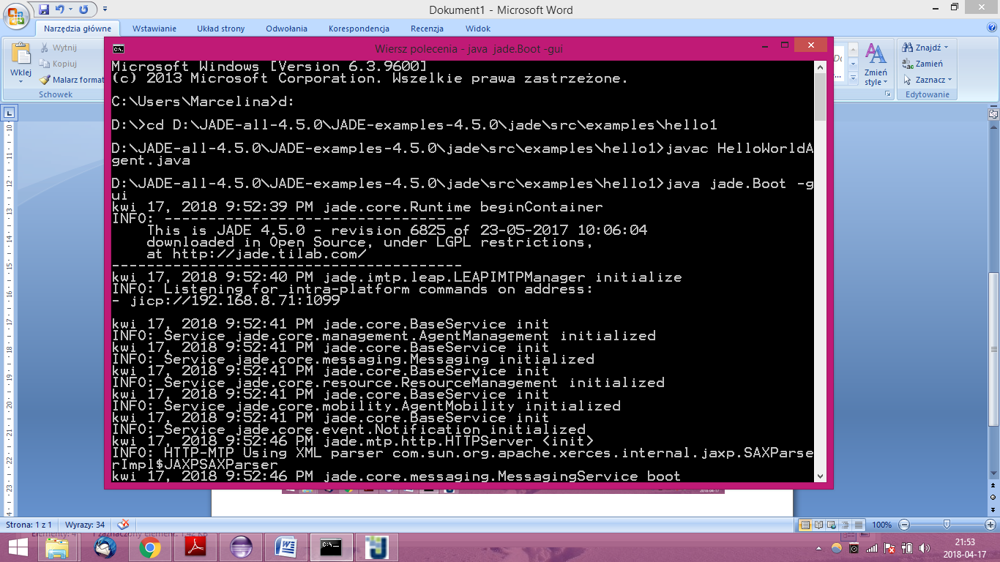 Dokument1 - Microsoft Word
Narzędzia główne Wstawianie Układ strony Odwołania Korespondencja Recenzja Widok
Wklej
Wytnij
Kopiuj
Malarz format
Schowek
Zmień style
Znajdź
Zamień
Zaznacz
Edytowanie
Wiersz polecenia - java jade.Boot -gui
Microsoft Windows [Version 6.3.9600]
(c) 2013 Microsoft Corporation. Wszelkie prawa zastrzeżone.
C:\Users\Marcelina>d:
D:\>cd D:\JADE-all-4.5.0\JADE-examples-4.5.0\jade\src\examples\hello1
D:\JADE-all-4.5.0\JADE-examples-4.5.0\jade\src\examples\hello1>javac HelloWorldA
gent.java
D:\JADE-all-4.5.0\JADE-examples-4.5.0\jade\src\examples\hello1>java jade.Boot -g
ui
kwi 17, 2018 9:52:39 PM jade.core.Runtime beginContainer
INFO: ----------------------------------
This is JADE 4.5.0 - revision 6825 of 23-05-2017 10:06:04
downloaded in Open Source, under LGPL restrictions,
at http://jade.tilab.com/
----------------------------------------
kwi 17, 2018 9:52:40 PM jade.imtp.leap.LEAPIMTPManager initialize
INFO: Listening for intra-platform commands on address:
- jicp://192.168.8.71:1099
kwi 17, 2018 9:52:41 PM jade.core.BaseService init
INFO: Service jade.core.management.AgentManagement initialized
kwi 17, 2018 9:52:41 PM jade.core.BaseService init
INFO: Service jade.core.messaging.Messaging initialized
kwi 17, 2018 9:52:41 PM jade.core.BaseService init
INFO: Service jade.core.resource.ResourceManagement initialized
kwi 17, 2018 9:52:41 PM jade.core.BaseService init
INFO: Service jade.core.mobility.AgentMobility initialized
kwi 17, 2018 9:52:41 PM jade.core.BaseService init
INFO: Service jade.core.event.Notification initialized
kwi 17, 2018 9:52:46 PM jade.mtp.http.HTTPServer <init>
INFO: HTTP-MTP Using XML parser com.sun.org.apache.xerces.internal.jaxp.SAXParse
rImpl$JAXPSAXParser
kwi 17, 2018 9:52:46 PM jade.core.messaging.MessagingService boot
Strona: 1 z 1 Wyrazy: 34 100%
21:53
2018-04-17